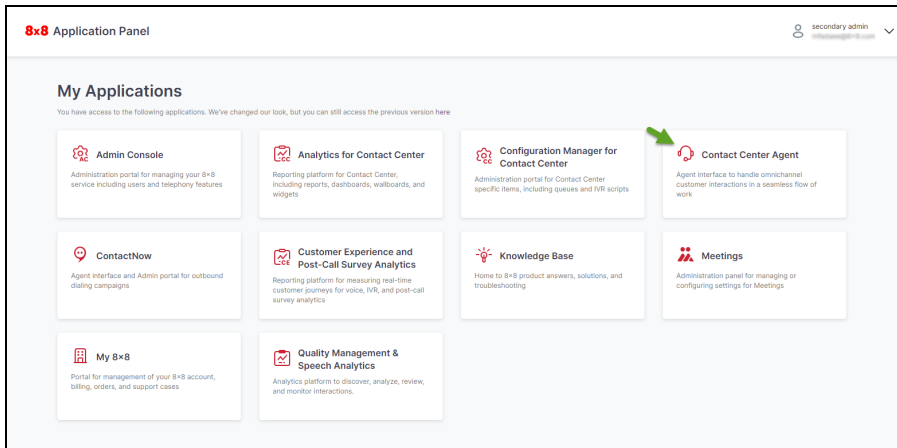 8x8 Application Panel
secondary admin
My Applications
You have access to the following applications. We've changed our look, but you can still access the previous version here
AC
Admin Console
Administration portal for managing your 8x8
service including users and telephony features
CC
Analytics for Contact Center
Reporting platform for Contact Center,
including reports, dashboards, wallboards, and
widgets
CC
Configuration Manager for
Contact Center
Administration portal for Contact Center
specific items, including queues and IVR scripts
Contact Center Agent
Agent interface to handle omnichannel
customer interactions in a seamless flow of
work
ContactNow
Agent interface and Admin portal for outbound
dialing campaigns
CE
Customer Experience and
Post-Call Survey Analytics
Reporting platform for measuring real-time
customer journeys for voice, IVR, and post-call
survey analytics
Knowledge Base
Home to 8x8 product answers, solutions, and
troubleshooting
Meetings
Administration panel for managing or
configuring settings for Meetings
My 8x8
Portal for management of your 8x8 account,
billing, orders, and support cases
Quality Management &
Speech Analytics
Analytics platform to discover, analyze, review,
and monitor interactions.